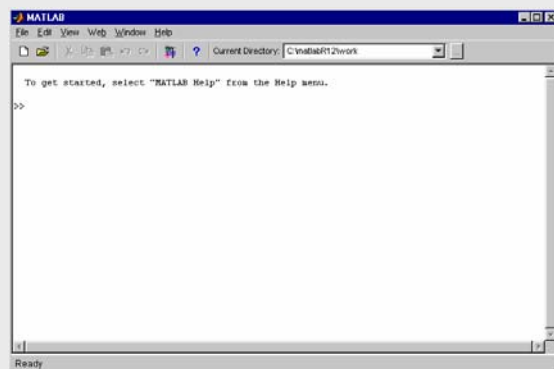 MATLAB
File Edit View Web Window Help
? Current Directory: C:\matlabR12\work
To get started, select "MATLAB Help" from the Help menu.
>>
Ready